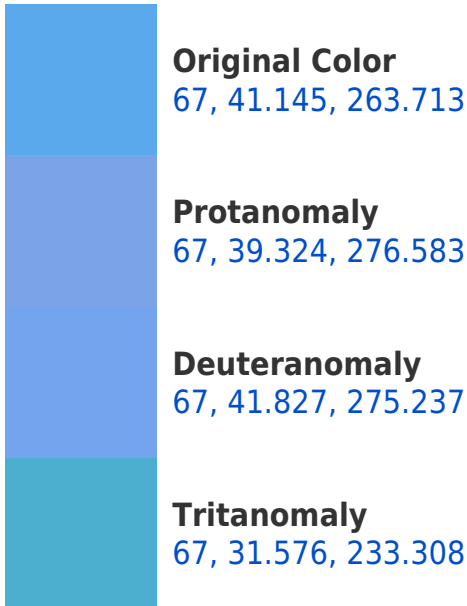 Original Color
67, 41.145, 263.713
Protanomaly
67, 39.324, 276.583
Deuteranomaly
67, 41.827, 275.237
Tritanomaly
67, 31.576, 233.308